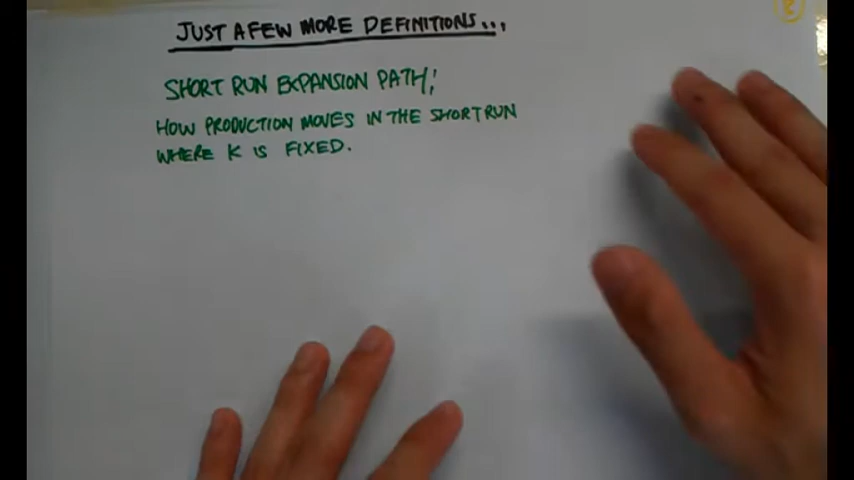 JUST A FEW MORE DEFINITIONS...
SHORT RUN EXPANSION PATH;
HOW PRODUCTION MOVES IN THE SHORT RUN
WHERE K IS FIXED.